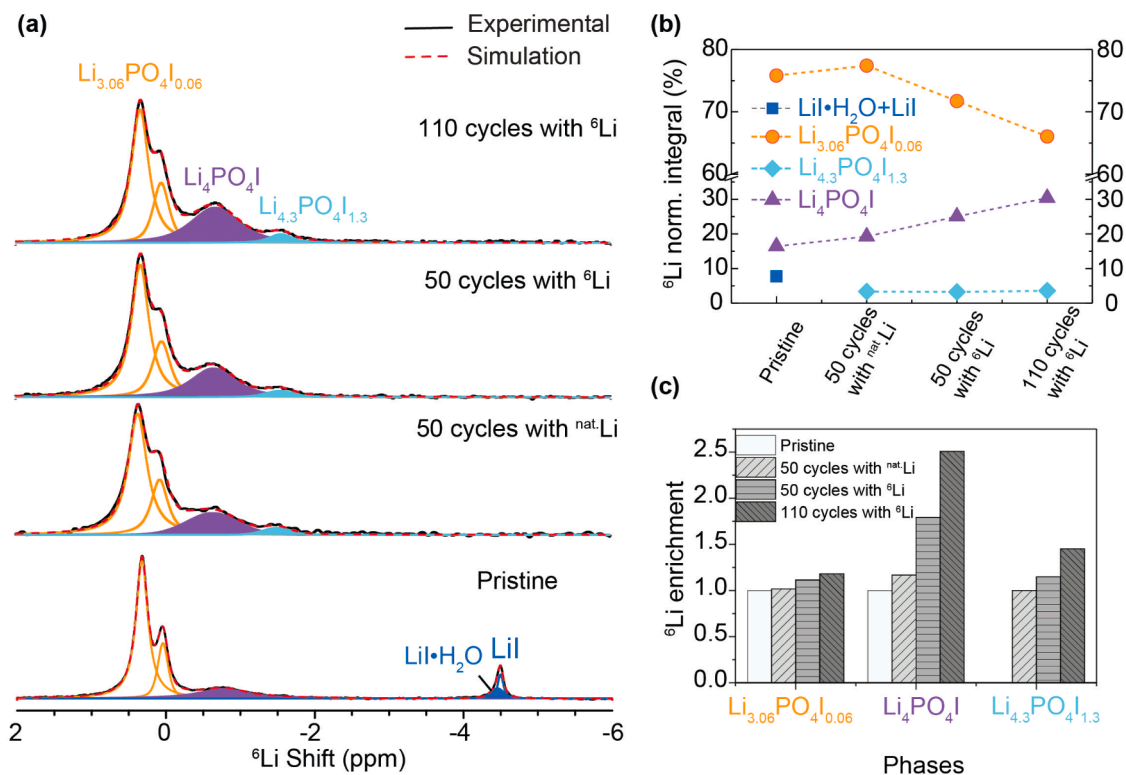 (a)
Experimental
Simulation
Li3.06PO4I0.06
110 cycles with 6Li
Li4PO4I
Li4.3PO4I1.3
50 cycles with 6Li
50 cycles with nat.Li
Pristine
LiI•H2O
LiI
2 0 -2 -4 -6
6Li Shift (ppm)
(b)
80 80
70 70
60 60
30 30
20 20
10 10
0 0
6Li norm. integral (%)
LiI•H2O+LiI
Li3.06PO4I0.06
Li4.3PO4I1.3
Li4PO4I
Pristine
50 cycles
with nat.Li
50 cycles
with 6Li
110 cycles
with 6Li
(c)
2.5
2.0
1.5
1.0
0.5
0.0
6Li enrichment
Pristine
50 cycles with nat.Li
50 cycles with 6Li
110 cycles with 6Li
Li3.06PO4I0.06
Li4PO4I
Li4.3PO4I1.3
Phases